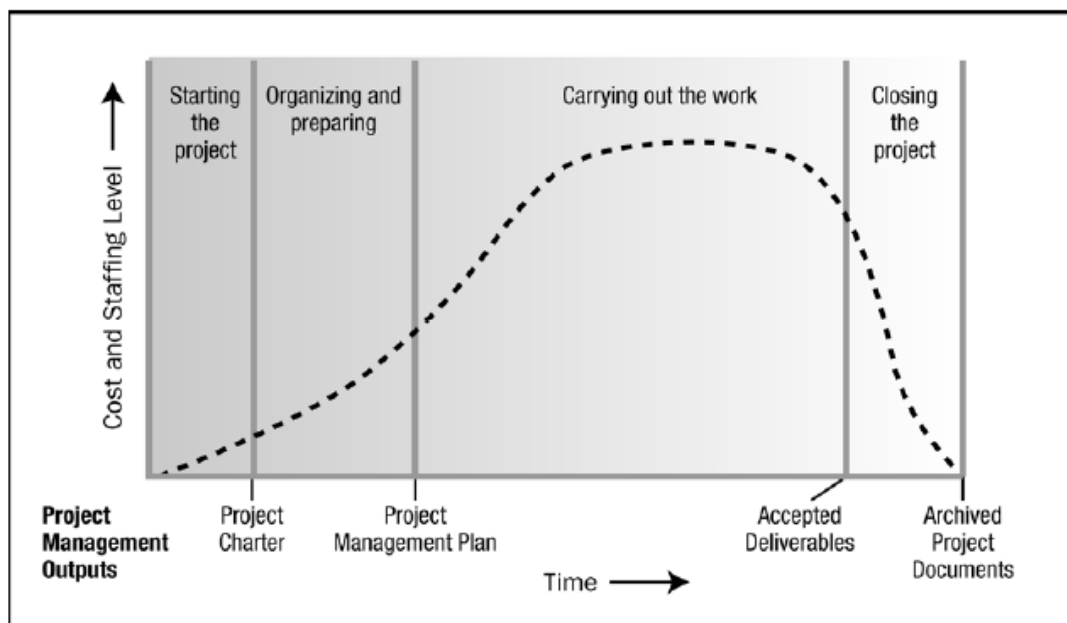 Starting
the
project
Organizing and
preparing
Carrying out the work
Closing
the
project
Cost and Staffing Level
Project
Management
Outputs
Project
Charter
Project
Management Plan
Accepted
Deliverables
Archived
Project
Documents
Time